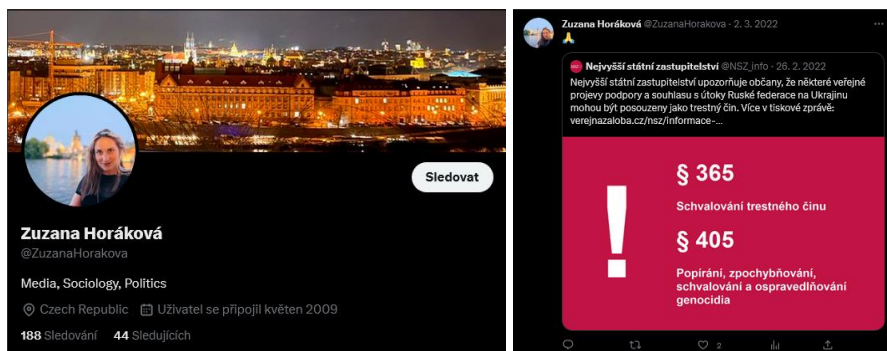 Sledovat
Zuzana Horáková
@ZuzanaHorakova
Media, Sociology, Politics
Czech Republic Uživatel se připojil květen 2009
188 Sledování 44 Sledujících
Zuzana Horáková @ZuzanaHorakova · 2. 3. 2022
🙏
Nejvyšší státní zastupitelství @NSZ_info · 26. 2. 2022
Nejvyšší státní zastupitelství upozorňuje občany, že některé veřejné
projevy podpory a souhlasu s útoky Ruské federace na Ukrajinu
mohou být posouzeny jako trestný čin. Více v tiskové zprávě:
verejnazaloba.cz/nsz/informace-...
!
§ 365
Schvalování trestného činu
§ 405
Popírání, zpochybňování,
schvalování a ospravedlňování
genocidia
2